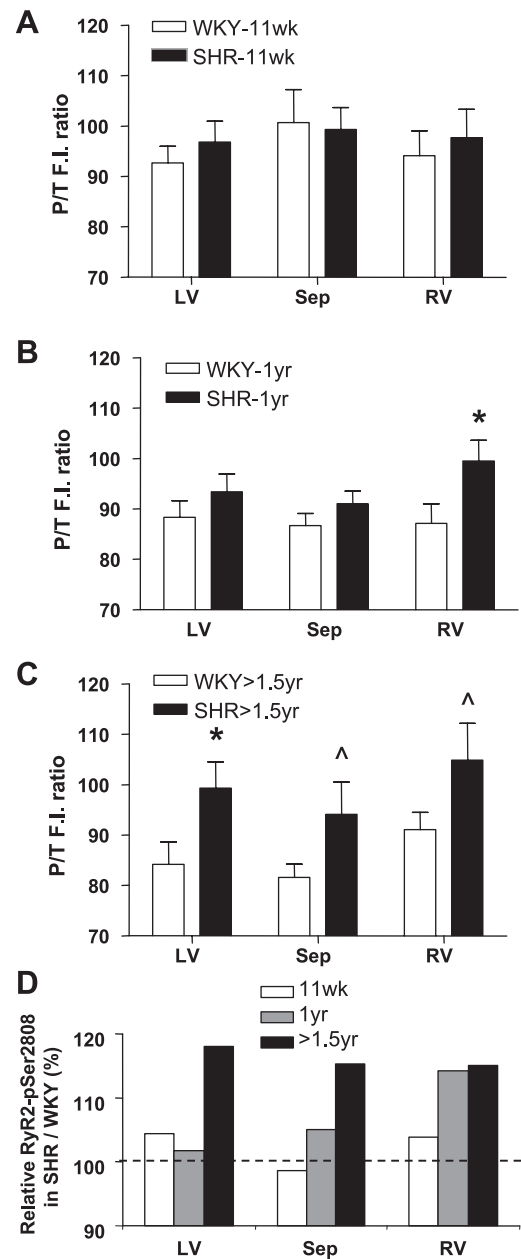 A
120
110
100
90
80
70
P/T F.I. ratio
WKY-11wk
SHR-11wk
LV Sep RV
B
120
110
100
90
80
70
P/T F.I. ratio
WKY-1yr
SHR-1yr
*
LV Sep RV
C
120
110
100
90
80
70
P/T F.I. ratio
WKY>1.5yr
SHR>1.5yr
* ^ ^
LV Sep RV
D
120
110
100
90
Relative RyR2-pSer2808
in SHR / WKY (%)
11wk
1yr
>1.5yr
LV Sep RV